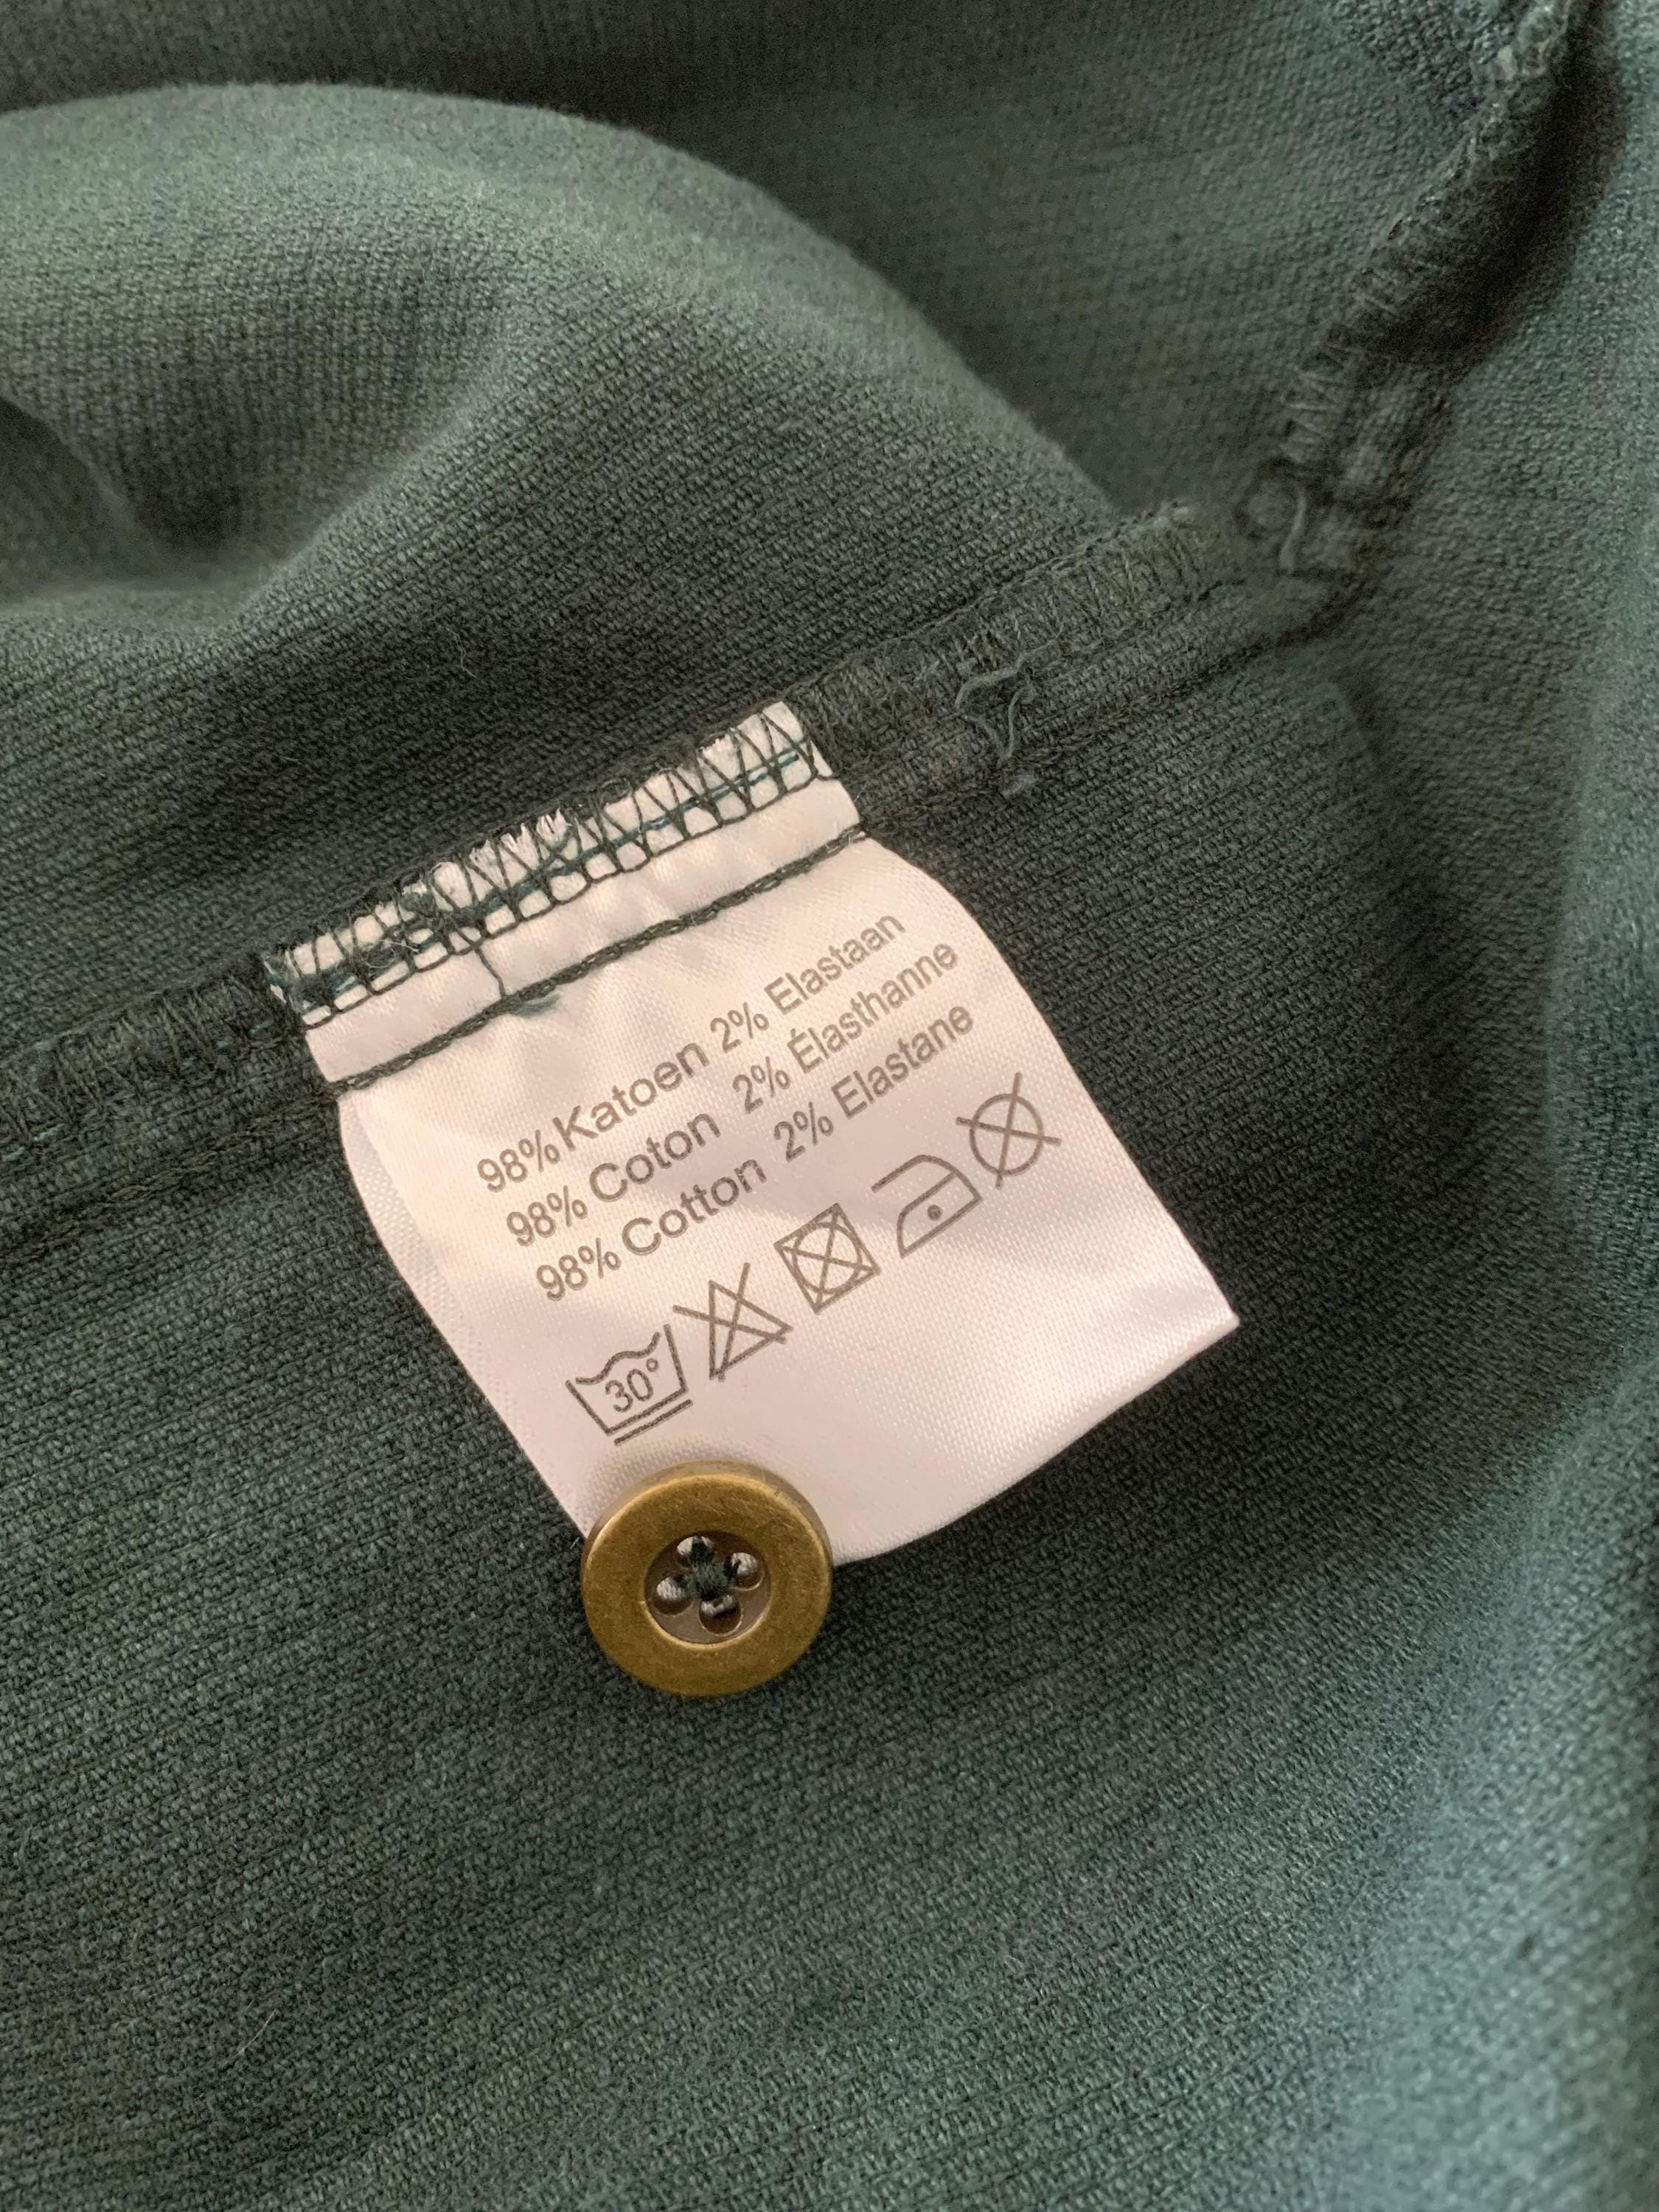 98% Katoen 2% Elastaan
98% Coton 2% Élasthanne
98% Cotton 2% Elastane
30°